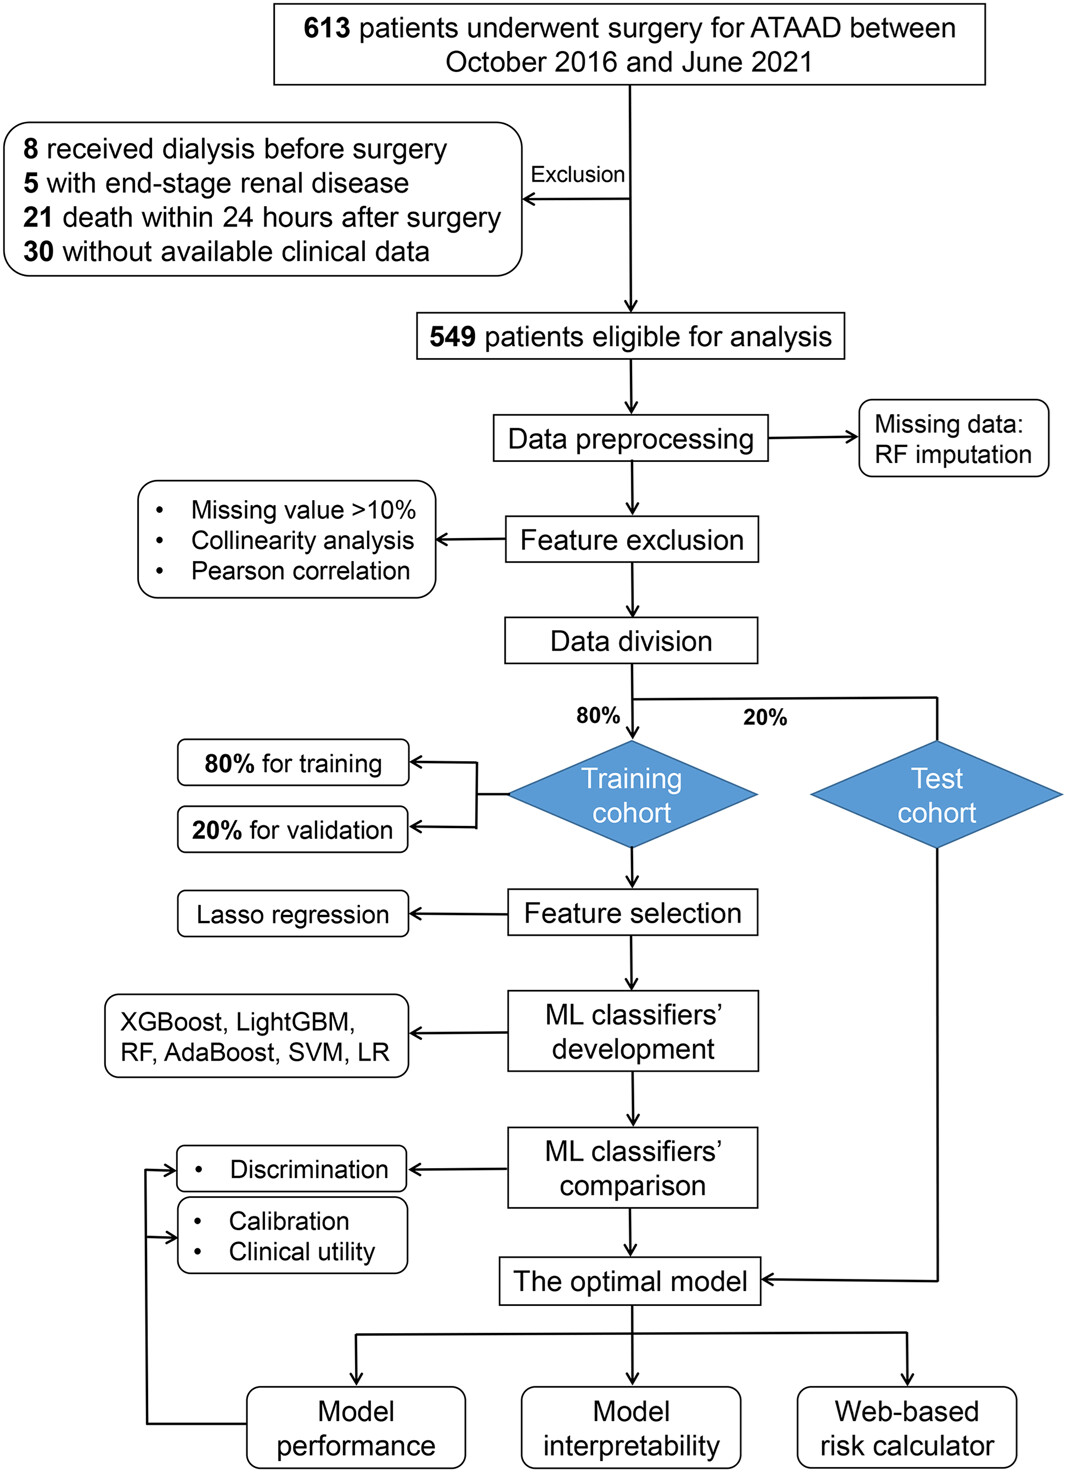 613 patients underwent surgery for ATAAD between
October 2016 and June 2021
8 received dialysis before surgery
5 with end-stage renal disease
21 death within 24 hours after surgery
30 without available clinical data
Exclusion
549 patients eligible for analysis
Data preprocessing
Missing data:
RF imputation
• Missing value >10%
• Collinearity analysis
• Pearson correlation
Feature exclusion
Data division
80%
20%
80% for training
20% for validation
Training
cohort
Test
cohort
Lasso regression
Feature selection
XGBoost, LightGBM,
RF, AdaBoost, SVM, LR
ML classifiers’
development
• Discrimination
ML classifiers’
comparison
• Calibration
• Clinical utility
The optimal model
Model
performance
Model
interpretability
Web-based
risk calculator